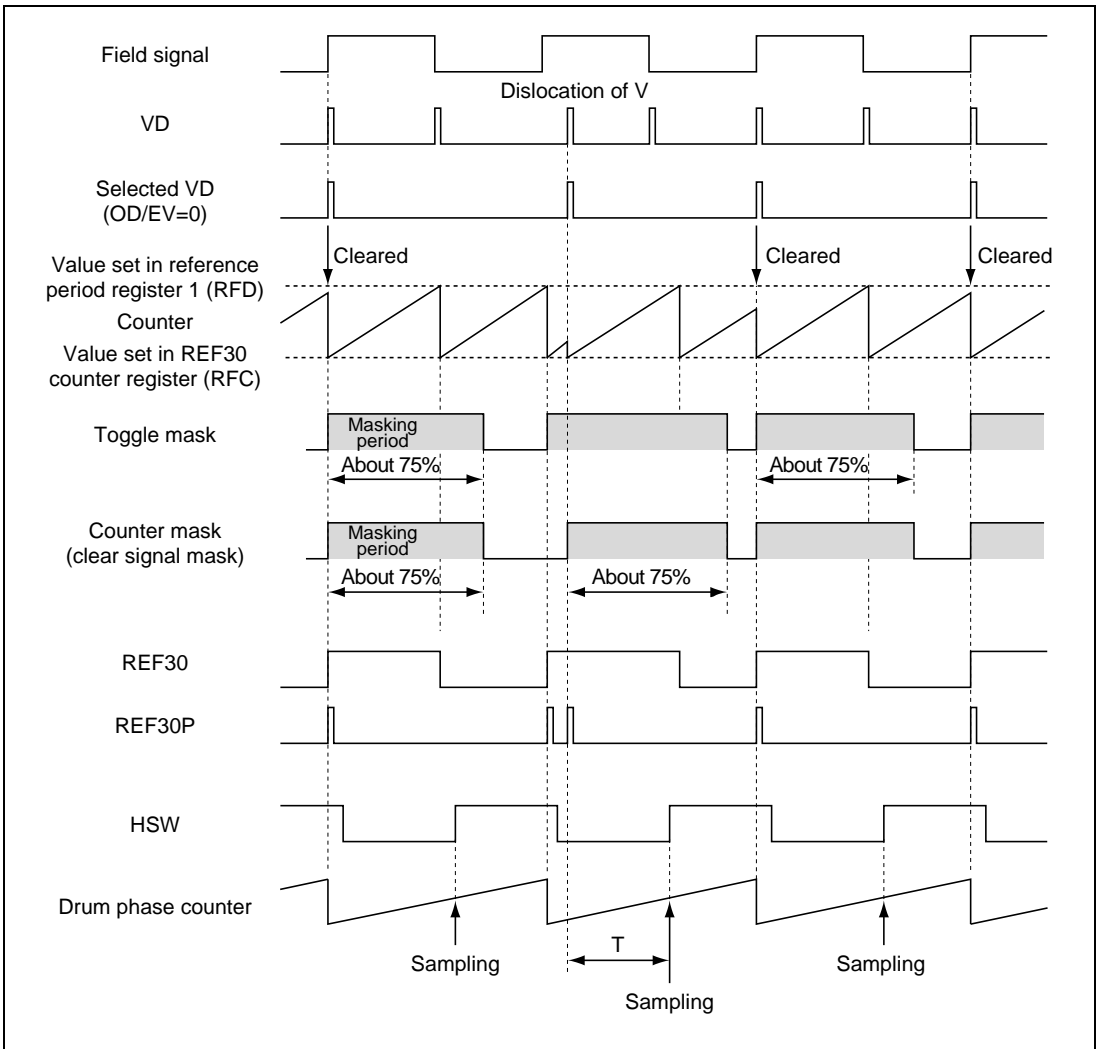 Field signal
Dislocation of V
VD
Selected VD
(OD/EV=0)
Cleared
Cleared
Cleared
Value set in reference
period register 1 (RFD)
Counter
Value set in REF30
counter register (RFC)
Toggle mask
Masking
period
About 75%
About 75%
Counter mask
(clear signal mask)
Masking
period
About 75%
About 75%
REF30
REF30P
HSW
Drum phase counter
T
Sampling
Sampling
Sampling